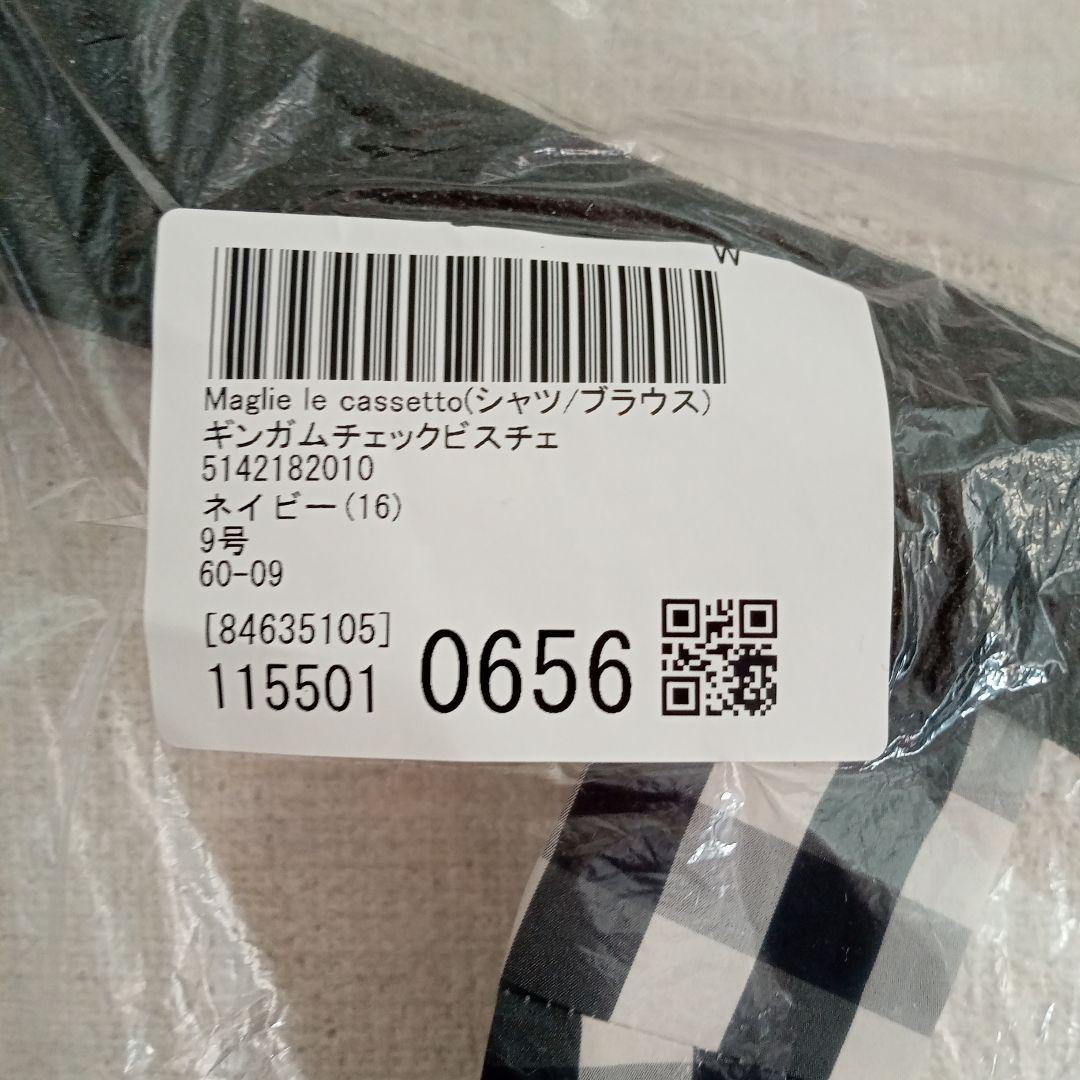 W
Maglie le cassetto(シャツ/ブラウス)
ギンガムチェックビスチェ
5142182010
ネイビー(16)
9号
60-09
[84635105]
115501 0656